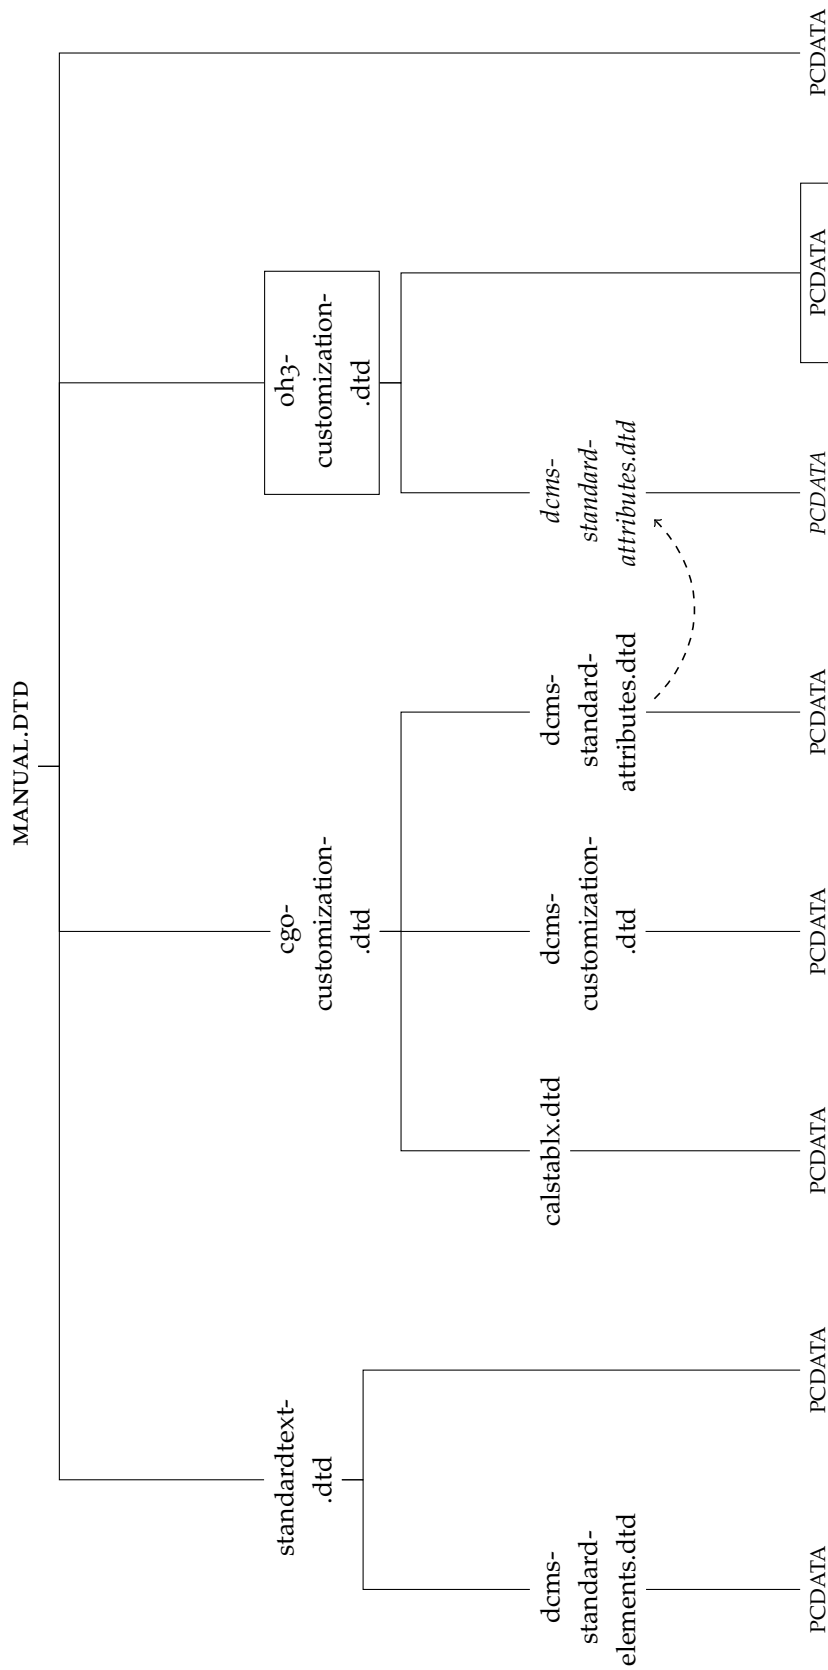 MANUAL.DTD
standardtext-
.dtd
cgo-
customization-
.dtd
oh3-
customization-
.dtd
dcms-
standard-
elements.dtd
calstablx.dtd
dcms-
customization-
.dtd
dcms-
standard-
attributes.dtd
dcms-
standard-
attributes.dtd
PCDATA
PCDATA
PCDATA
PCDATA
PCDATA
PCDATA
PCDATA
PCDATA